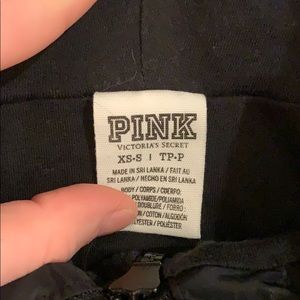 PINK
VICTORIA'S SECRET
XS-S | TP-P
MADE IN SRI LANKA / FAIT AU
SRI LANKA / HECHO EN SRI LANKA
BODY / CORPS / CUERPO:
POLYAMIDE/POLIAMIDA
DOUBLURE / FORRO:
/COTON/ALGODÓN
/POLIÉSTER